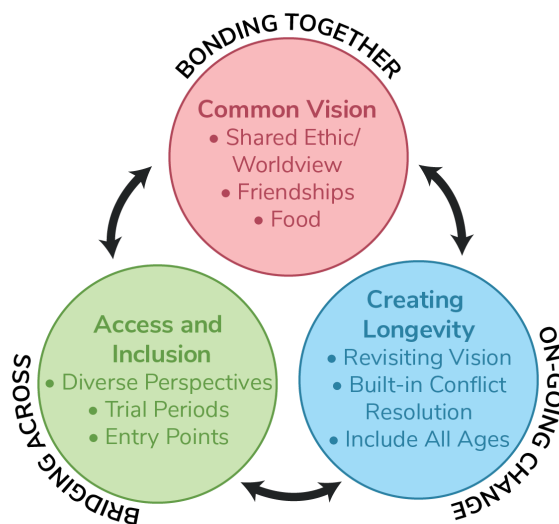 BONDING TOGETHER
Common Vision
• Shared Ethic/
Worldview
• Friendships
• Food
Access and
Inclusion
• Diverse Perspectives
• Trial Periods
• Entry Points
BRIDGING ACROSS
Creating
Longevity
• Revisiting Vision
• Built-in Conflict
Resolution
• Include All Ages
ON-GOING CHANGE